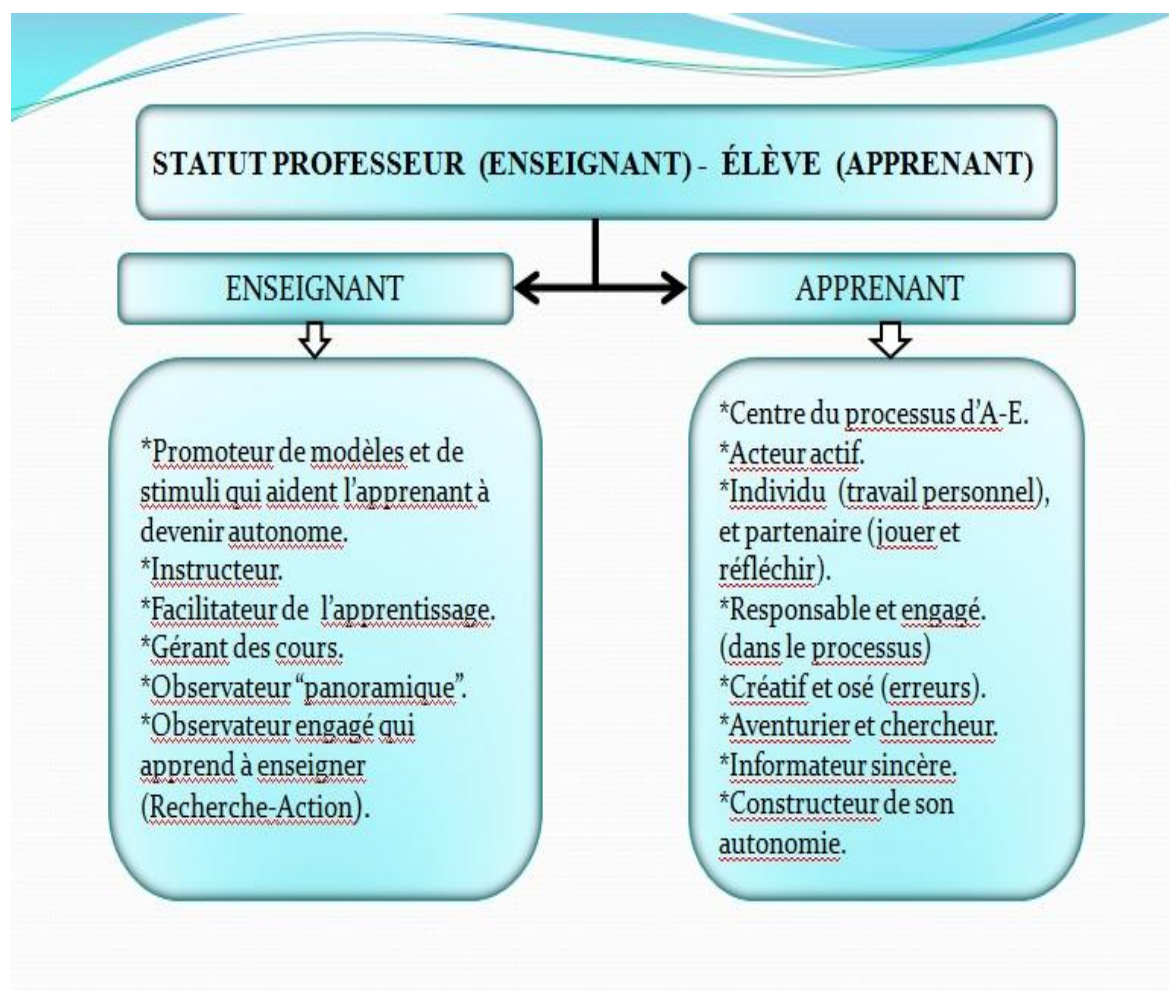 STATUT PROFESSEUR (ENSEIGNANT) - ÉLÈVE (APPRENANT)
ENSEIGNANT
*Promoteur de modèles et de
stimuli qui aident l’apprenant à
devenir autonome.
*Instructeur.
*Facilitateur de l’apprentissage.
*Gérant des cours.
*Observateur “panoramique”.
*Observateur engagé qui
apprend à enseigner
(Recherche-Action).
APPRENANT
*Centre du processus d’A-E.
*Acteur actif.
*Individu (travail personnel),
et partenaire (jouer et
réfléchir).
*Responsable et engagé.
(dans le processus)
*Créatif et osé (erreurs).
*Aventurier et chercheur.
*Informateur sincère.
*Constructeur de son
autonomie.